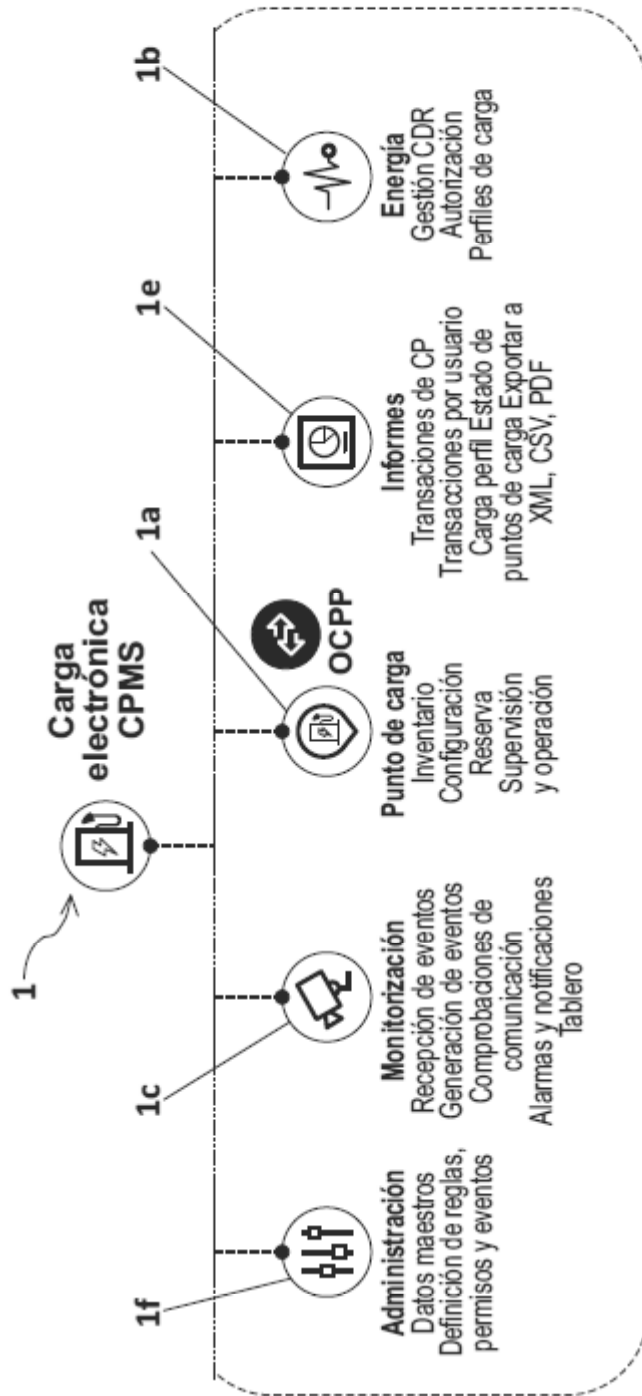 1
Carga
electrónica
CPMS
1f
1c
1a
1e
1b
OCPP
Administración
Datos maestros
Definición de reglas,
permisos y eventos
Monitorización
Recepción de eventos
Generación de eventos
Comprobaciones de
comunicación
Alarmas y notificaciones
Tablero
Punto de carga
Inventario
Configuración
Reserva
Supervisión
y operación
Informes
Transaciones de CP
Transacciones por usuario
Carga perfil Estado de
puntos de carga Exportar a
XML, CSV, PDF
Energía
Gestión CDR
Autorización
Perfiles de carga